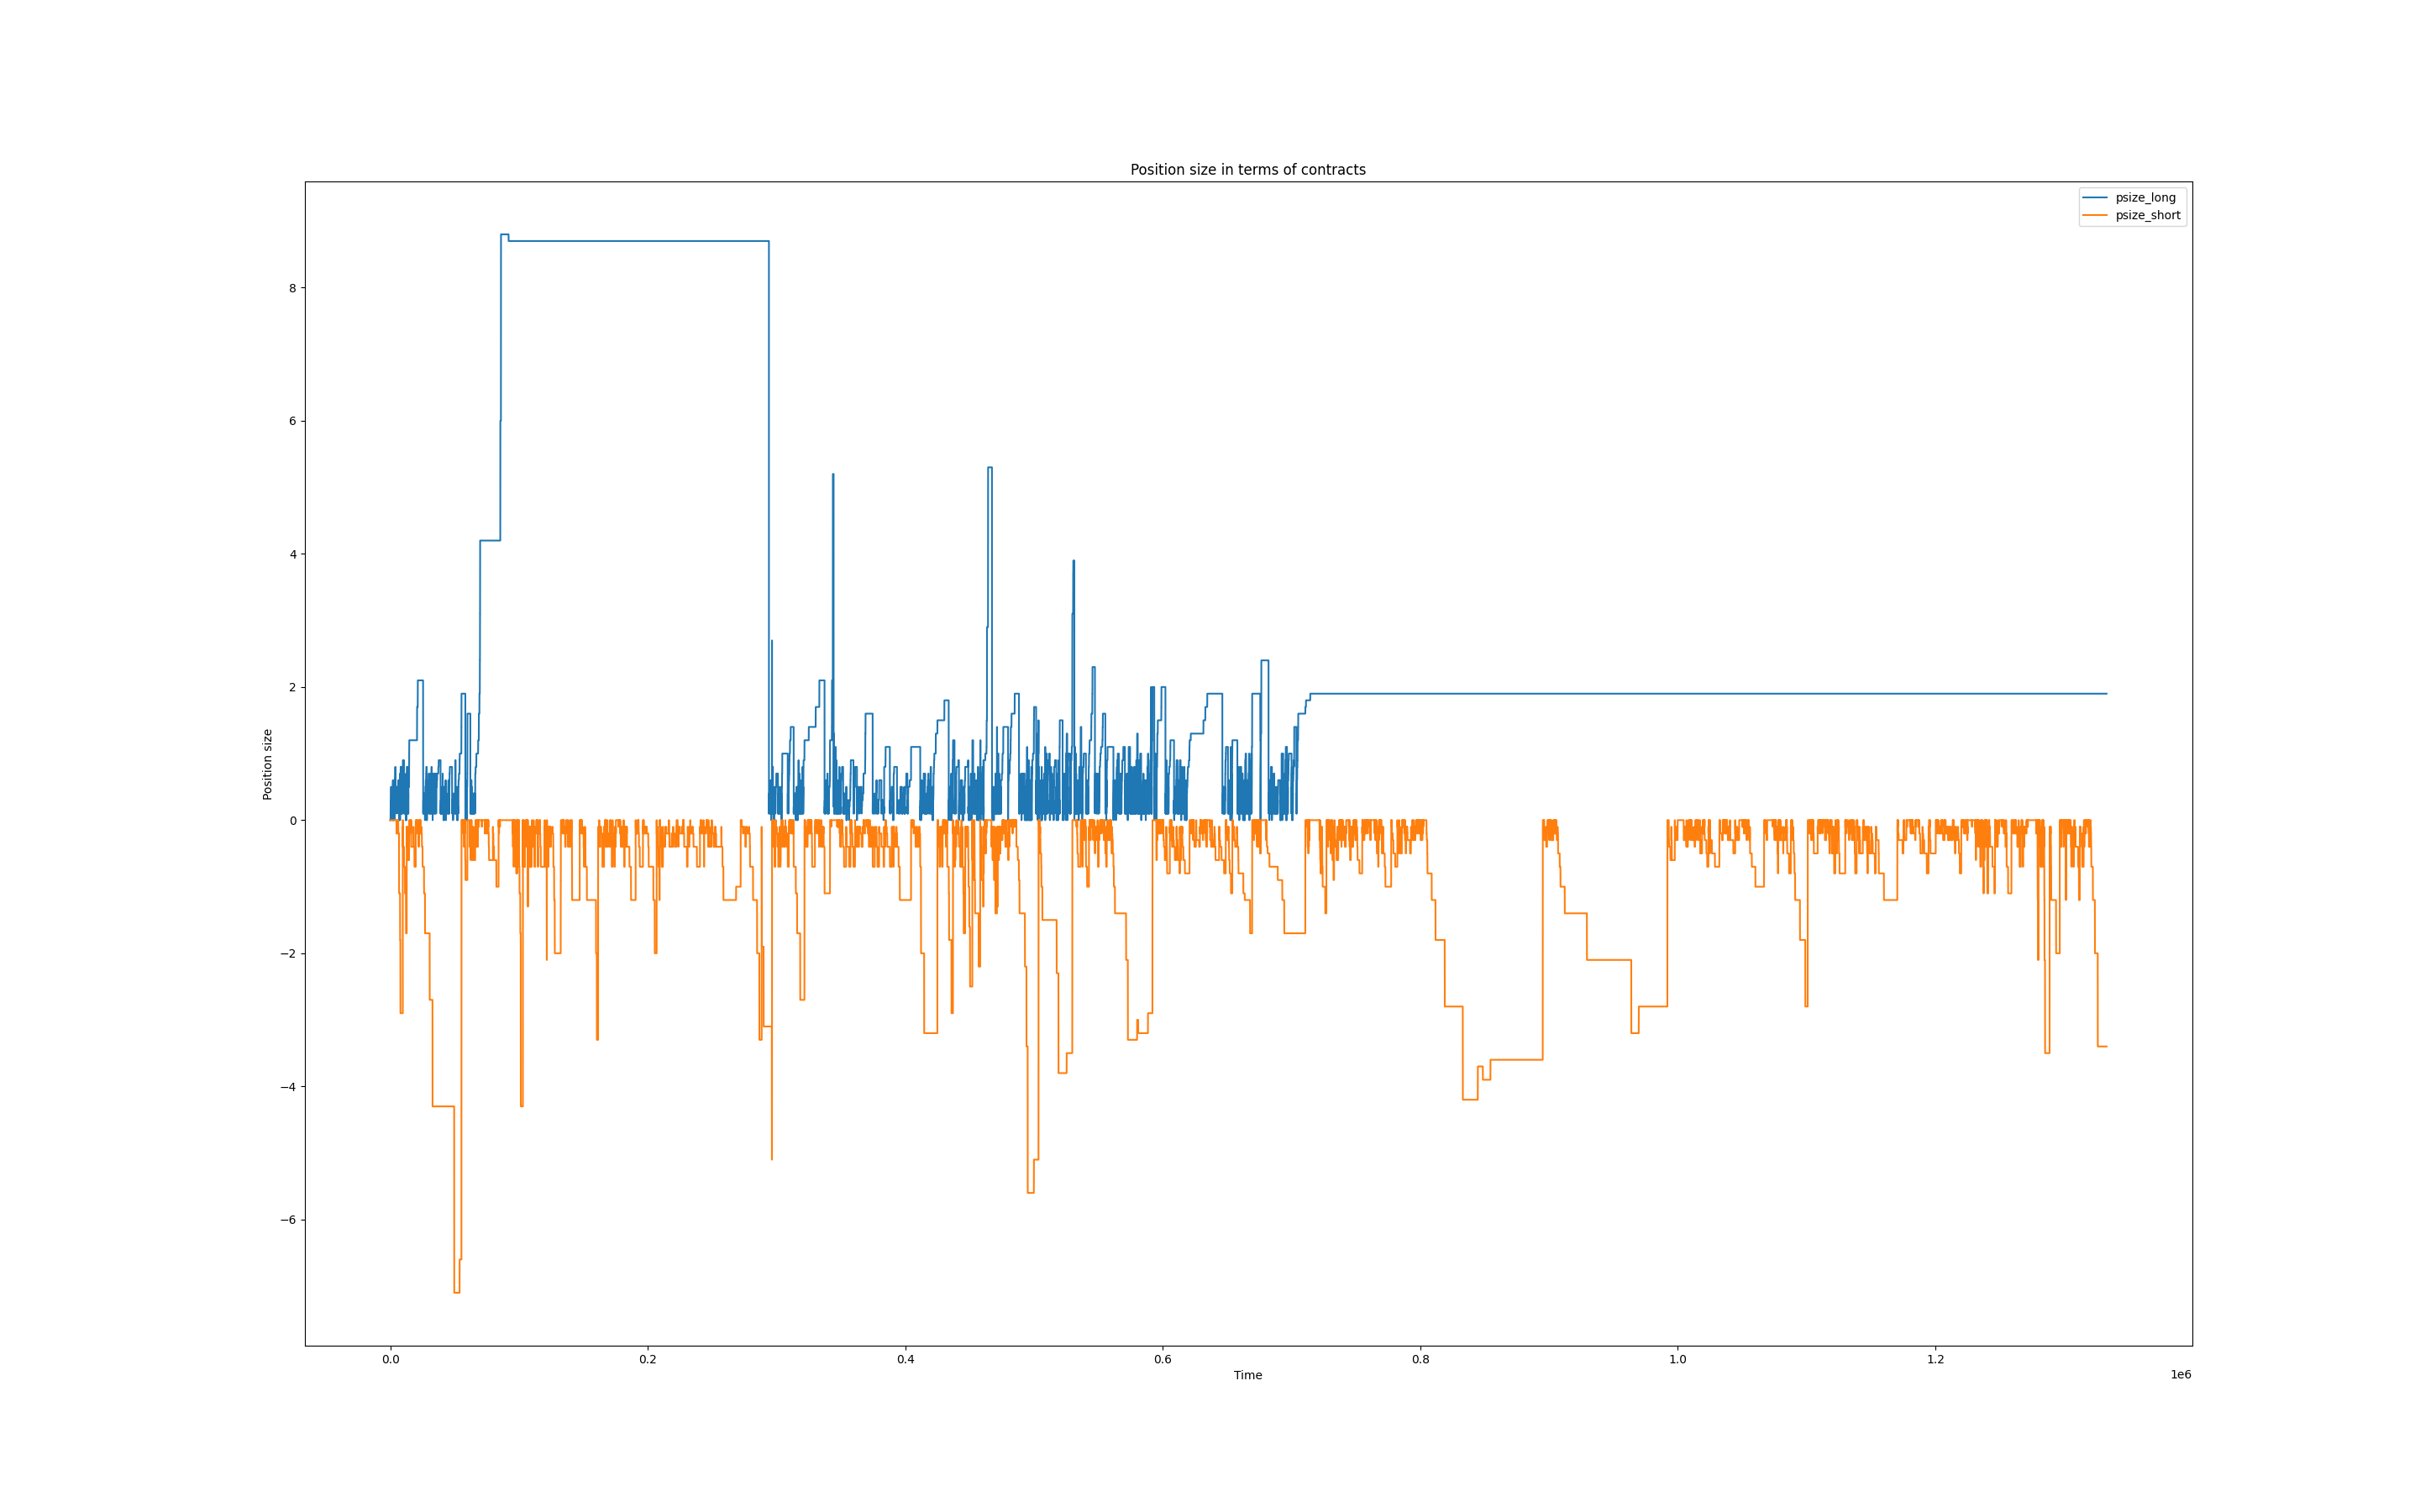 Position size in terms of contracts
psize_long
psize_short
Position size
8
6
4
2
0
−2
−4
−6
0.0 0.2 0.4 0.6 0.8 1.0 1.2
Time
1e6